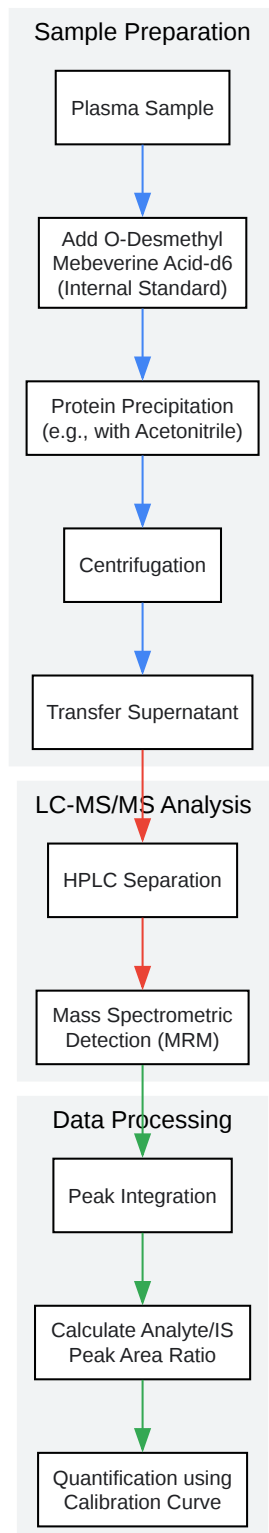 Sample Preparation
Plasma Sample
Add O-Desmethyl
Mebeverine Acid-d6
(Internal Standard)
Protein Precipitation
(e.g., with Acetonitrile)
Centrifugation
Transfer Supernatant
LC-MS/MS Analysis
HPLC Separation
Mass Spectrometric
Detection (MRM)
Data Processing
Peak Integration
Calculate Analyte/IS
Peak Area Ratio
Quantification using
Calibration Curve